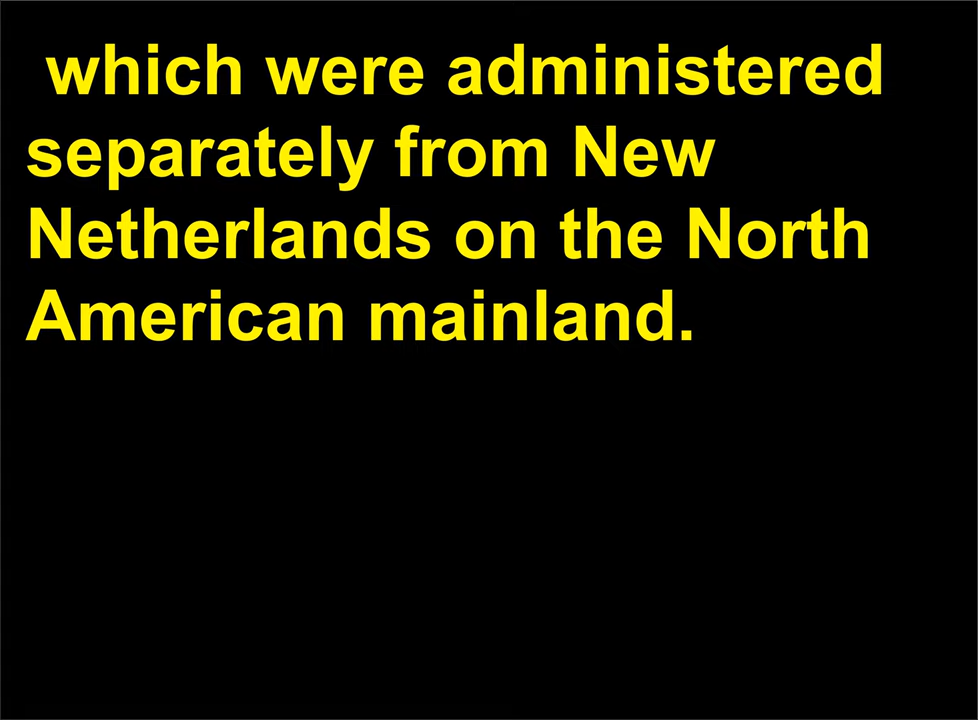 which were administered
separately from New
Netherlands on the North
American mainland.